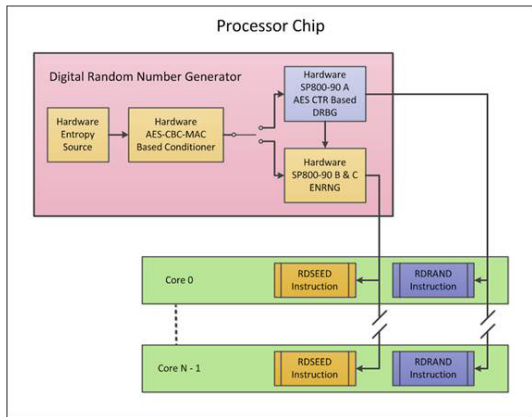 Processor Chip
Digital Random Number Generator
Hardware
Entropy
Source
Hardware
AES-CBC-MAC
Based Conditioner
Hardware
SP800-90 A
AES CTR Based
DRBG
Hardware
SP800-90 B & C
ENRNG
Core 0
RDSEED
Instruction
RDRAND
Instruction
Core N - 1
RDSEED
Instruction
RDRAND
Instruction